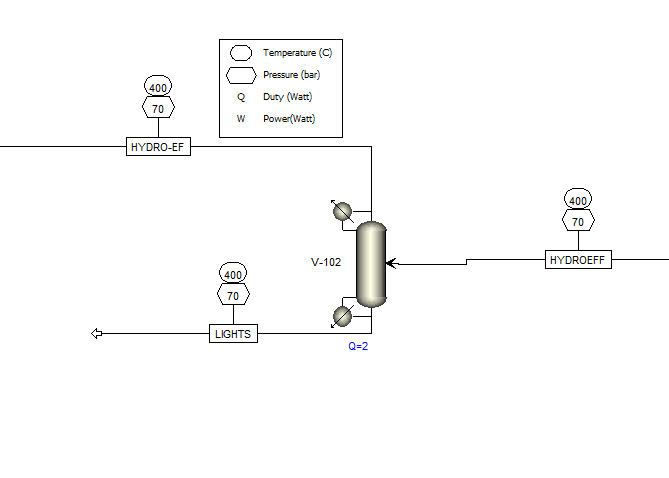 Temperature (C)
Pressure (bar)
Q Duty (Watt)
W Power(Watt)
400
70
HYDRO-EF
400
70
HYDROEFF
V-102
400
70
LIGHTS
Q=2